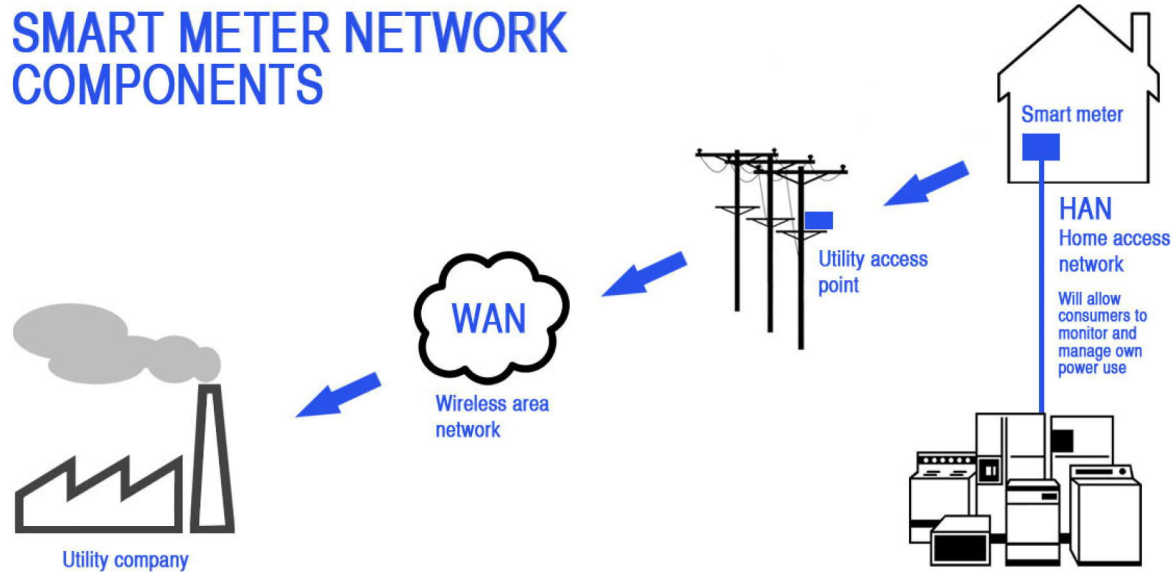 SMART METER NETWORK
COMPONENTS
Smart meter
HAN
Home access
network
Will allow
consumers to
monitor and
manage own
power use
Utility access
point
WAN
Wireless area
network
Utility company